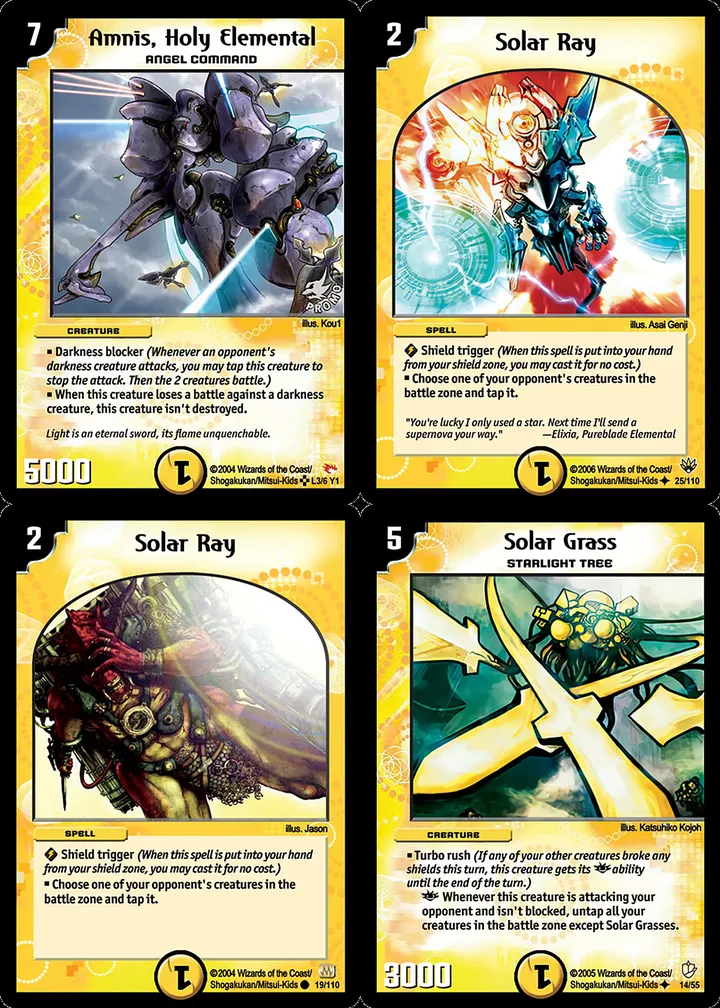 7
Amnis, Holy Elemental
ANGEL COMMAND
PROMO
illus. Kou1
CREATURE
▪ Darkness blocker (Whenever an opponent's
darkness creature attacks, you may tap this creature to
stop the attack. Then the 2 creatures battle.)
▪ When this creature loses a battle against a darkness
creature, this creature isn't destroyed.
Light is an eternal sword, its flame unquenchable.
5000
1
©2004 Wizards of the Coast/
Shogakukan/Mitsui-Kids L3/6 Y1
2
Solar Ray
illus. Asai Genji
SPELL
Shield trigger (When this spell is put into your hand
from your shield zone, you may cast it for no cost.)
▪ Choose one of your opponent's creatures in the
battle zone and tap it.
"You're lucky I only used a star. Next time I'll send a
supernova your way." —Elixia, Pureblade Elemental
1
©2006 Wizards of the Coast/
Shogakukan/Mitsui-Kids 25/110
2
Solar Ray
illus. Jason
SPELL
Shield trigger (When this spell is put into your hand
from your shield zone, you may cast it for no cost.)
▪ Choose one of your opponent's creatures in the
battle zone and tap it.
1
©2004 Wizards of the Coast/
Shogakukan/Mitsui-Kids 19/110
5
Solar Grass
STARLIGHT TREE
illus. Katsuhiko Kojoh
CREATURE
▪ Turbo rush (If any of your other creatures broke any
shields this turn, this creature gets its ability
until the end of the turn.)
Whenever this creature is attacking your
opponent and isn't blocked, untap all your
creatures in the battle zone except Solar Grasses.
3000
1
©2005 Wizards of the Coast/
Shogakukan/Mitsui-Kids 14/55